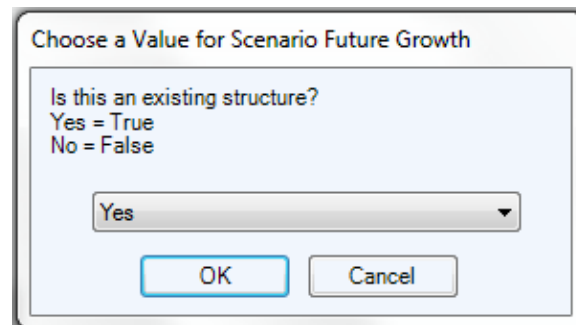 Choose a Value for Scenario Future Growth
Is this an existing structure?
Yes = True
No = False
Yes
OK
Cancel